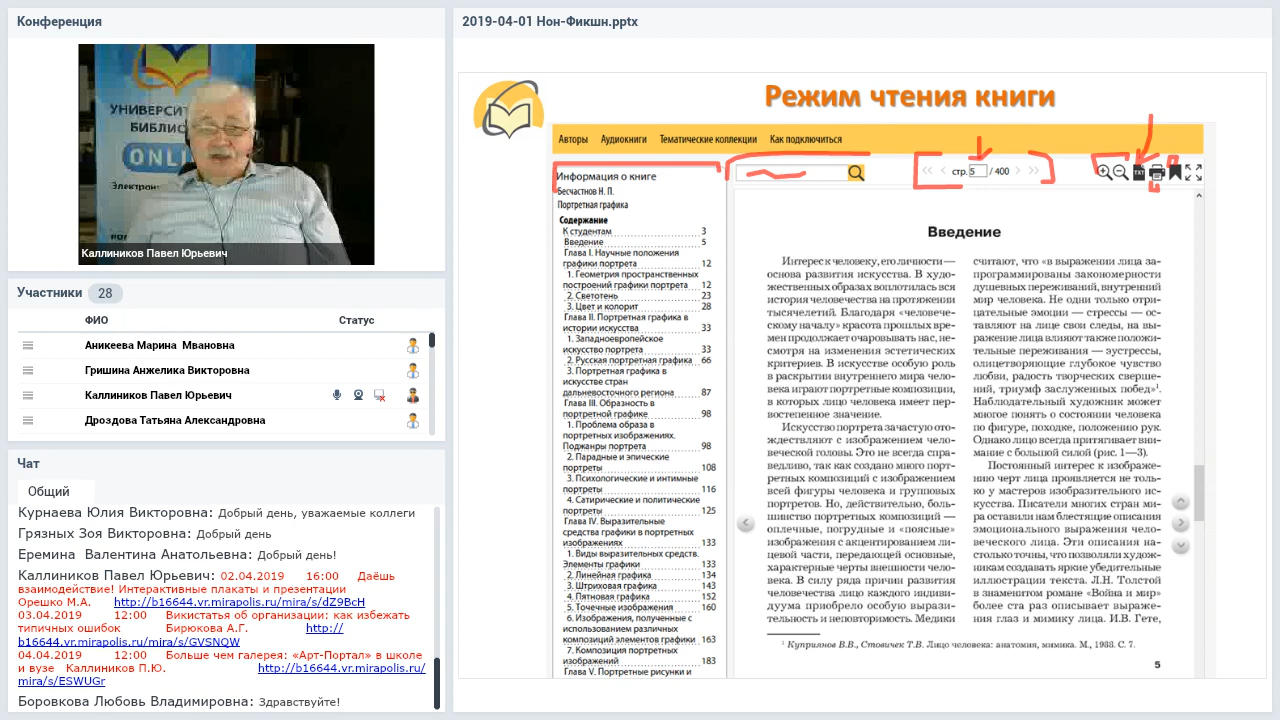 Конференция
УНИВЕРСИТ
БИБЛИО
ONLI
Электрон
Каллиников Павел Юрьевич
Участники 28
ФИО Статус
Аникеева Марина Мвановна
Гришина Анжелика Викторовна
Каллиников Павел Юрьевич
Дроздова Татьяна Александровна
Чат
Общий
Курнаева Юлия Викторовна: Добрый день, уважаемые коллеги
Грязных Зоя Викторовна: Добрый день
Еремина Валентина Анатольевна: Добрый день!
Каллиников Павел Юрьевич: 02.04.2019 16:00 Даёшь
взаимодействие! Интерактивные плакаты и презентации
Орешко М.А. http://b16644.vr.mirapolis.ru/mira/s/dZ9BcH
03.04.2019 12:00 Викистатья об организации: как избежать
типичных ошибок Бирюкова А.Г. http://
b16644.vr.mirapolis.ru/mira/s/GVSNQW
04.04.2019 12:00 Больше чем галерея: «Арт-Портал» в школе
и вузе Каллиников П.Ю. http://b16644.vr.mirapolis.ru/
mira/s/ESWUGr
Боровкова Любовь Владимировна: Здравствуйте!
2019-04-01 Нон-Фикшн.pptx
Режим чтения книги
Авторы Аудиокниги Тематические коллекции Как подключиться
стр. 5 / 400
TXT
Информация о книге
Бесчастнов Н. П.
Портретная графика
Содержание
К студентам 3
Введение 5
Глава I. Научные положения
графики портрета 12
1. Геометрия пространственных
построений графики портрета 12
2. Светотень 23
3. Цвет и колорит 28
Глава II. Портретная графика в
истории искусства 33
1. Западноевропейское
искусство портрета 33
2. Русская портретная графика 66
3. Портретная графика в
искусстве стран
дальневосточного региона 87
Глава III. Образность в
портретной графике 98
1. Проблема образа в
портретных изображениях.
Поджанры портрета 98
2. Парадные и эпические
портреты 108
3. Психологические и интимные
портреты 116
4. Сатирические и политические
портреты 125
Глава IV. Выразительные
средства графики в портретных
изображениях 133
1. Виды выразительных средств.
Элементы графики 133
2. Линейная графика 134
3. Штриховая графика 143
4. Пятновая графика 152
5. Точечные изображения 160
6. Изображения, полученные с
использованием различных
композиций элементов графики 163
7. Композиция портретных
изображений 183
Глава V. Портретные рисунки и
Введение
Интерес к человеку, его личности —
основа развития искусства. В худо-
жественных образах воплотилась вся
история человечества на протяжении
тысячелетий. Благодаря «человече-
скому началу» красота прошлых вре-
мен продолжает очаровывать нас, не-
смотря на изменения эстетических
критериев. В искусстве особую роль
в раскрытии внутреннего мира чело-
века играют портретные композиции,
в которых лицо человека имеет пер-
востепенное значение.
Искусство портрета зачастую ото-
ждествляют с изображением чело-
веческой головы. Это не всегда спра-
ведливо, так как создано много порт-
ретных композиций с изображением
всей фигуры человека и групповых
портретов. Но, действительно, боль-
шинство портретных композиций —
оплечные, погрудные и «поясные»
изображения с акцентированием ли-
цевой части, передающей основные,
характерные черты внешности чело-
века. В силу ряда причин развития
человечества лицо каждого индиви-
дуума приобрело особую вырази-
тельность и неповторимость. Медики
считают, что «в выражении лица за-
программированы закономерности
душевных переживаний, внутренний
мир человека. Не одни только отри-
цательные эмоции — стрессы — ос-
тавляют на лице свои следы, на вы-
ражение лица влияют также положи-
тельные переживания — эустрессы,
олицетворяющие глубокое чувство
любви, радость творческих сверше-
ний, триумф заслуженных побед»¹.
Наблюдательный художник может
многое понять о состоянии человека
по фигуре, походке, положению рук.
Однако лицо всегда притягивает вни-
мание с большой силой (рис. 1—3).
Постоянный интерес к изображе-
нию черт лица проявляется не толь-
ко у мастеров изобразительного ис-
кусства. Писатели многих стран ми-
ра оставили нам блестящие описания
эмоционального выражения чело-
веческого лица. Эти описания на-
столько точны, что позволяли худож-
никам создавать яркие убедительные
иллюстрации текста. Л.Н. Толстой
в знаменитом романе «Война и мир»
более ста раз описывает выраже-
ния глаз и мимику лица. И.В. Гете,
¹ Куприянов В.В., Стовичек Т.В. Лицо человека: анатомия, мимика. М., 1988. С. 7.
5